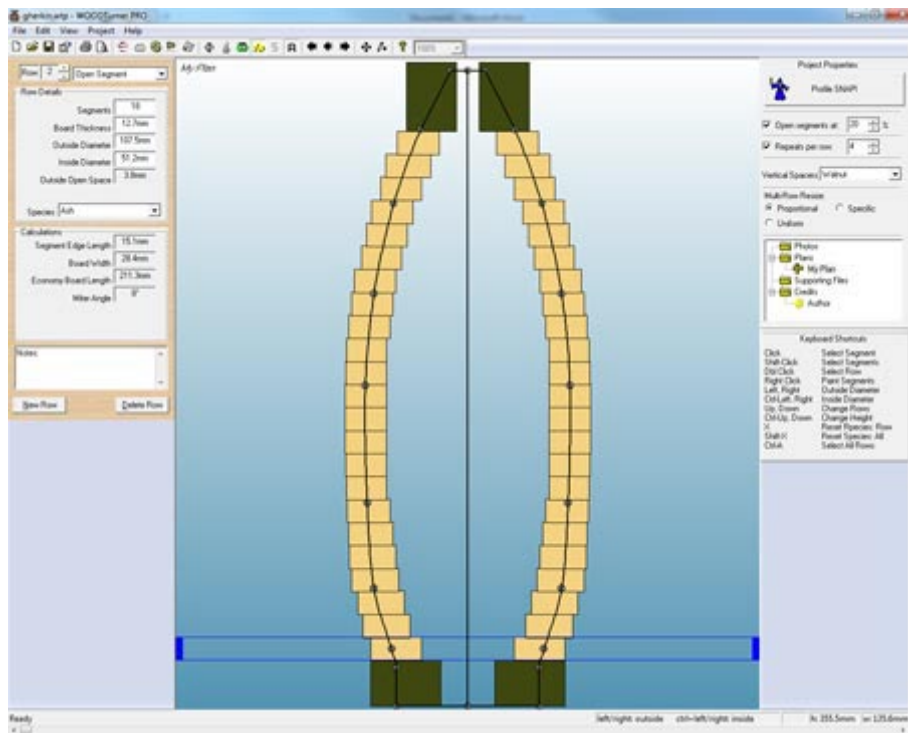 gherkin.wtp - WOODTurner PRO
File Edit View Project Help
100%
Row 2 Open Segment
Row Details
Segments 18
Board Thickness 12.7mm
Outside Diameter 107.5mm
Inside Diameter 51.2mm
Outside Open Space 3.8mm
Species Ash
Calculations
Segment Edge Length 15.1mm
Board Width 28.4mm
Economy Board Length 211.3mm
Miter Angle 8°
Notes:
New Row Delete Row
My Plan
Project Properties
Profile SNAP!
Open segments at: 20 %
Repeats per row 4
Vertical Spacers Walnut
Multi-Row Resize
Proportional Specific
Uniform
Photos
Plans
My Plan
Supporting Files
Credits
Author
Keyboard Shortcuts
Click Select Segment
Shift-Click Select Segments
Ctrl-Click Select Row
Right Click Paint Segments
Left, Right Outside Diameter
Ctrl-Left, Right Inside Diameter
Up, Down Change Rows
Ctrl-Up, Down Change Height
X Reset Species: Row
Shift-X Reset Species: All
Ctrl-A Select All Rows
Ready
left/right: outside ctrl+left/right: inside h: 355.5mm w: 135.6mm